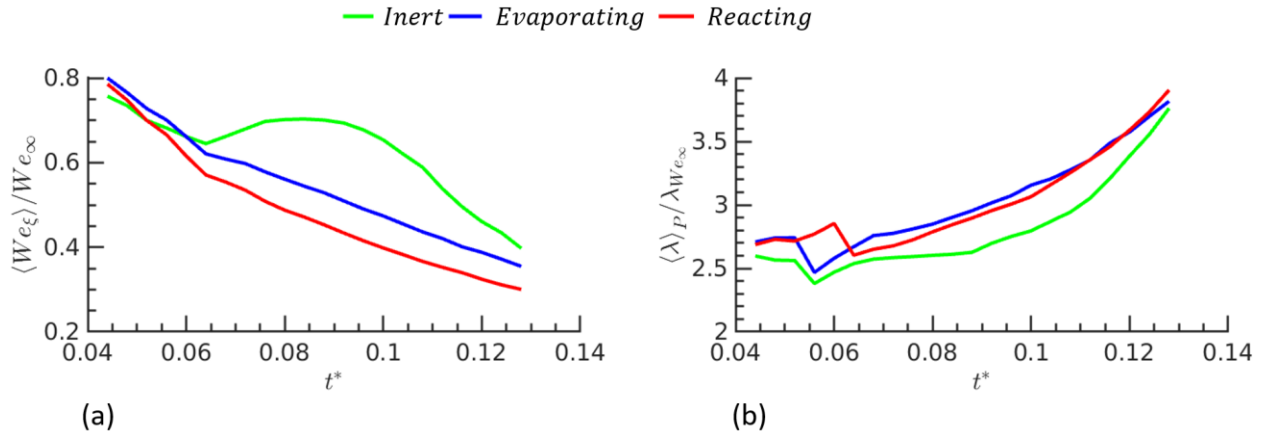 Inert Evaporating Reacting
⟨We_ξ⟩/We_∞
0.8
0.6
0.4
0.2
0.04 0.06 0.08 0.1 0.12 0.14
t*
(a)
⟨λ⟩_P/λ_{We_∞}
4
3.5
3
2.5
2
0.04 0.06 0.08 0.1 0.12 0.14
t*
(b)